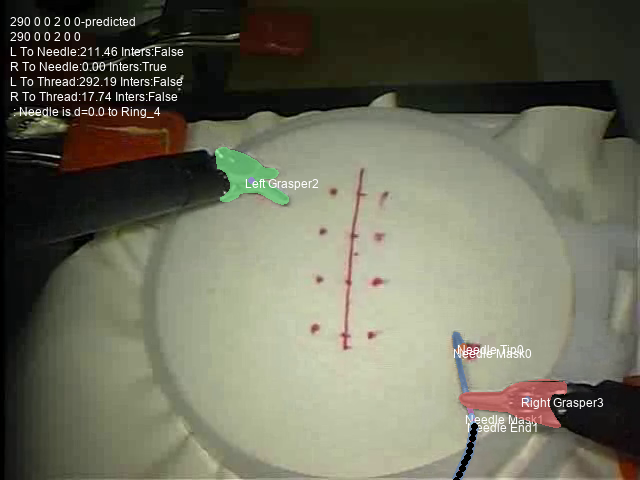 290 0 0 2 0 0-predicted
290 0 0 2 0 0
L To Needle:211.46 Inters:False
R To Needle:0.00 Inters:True
L To Thread:292.19 Inters:False
R To Thread:17.74 Inters:False
: Needle is d=0.0 to Ring_4
Left Grasper2
Needle Tip0
Needle Mask0
Right Grasper3
Needle Mask1
Needle End1